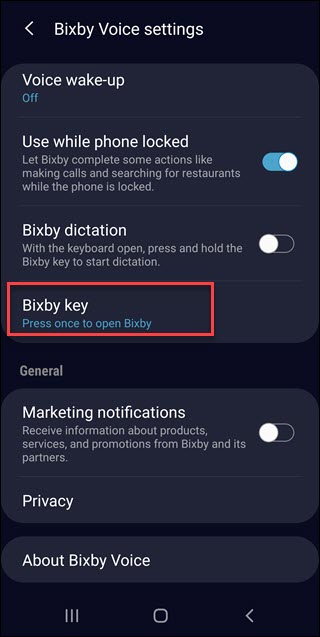 Bixby Voice settings
Voice wake-up
Off
Use while phone locked
Let Bixby complete some actions like
making calls and searching for restaurants
while the phone is locked.
Bixby dictation
With the keyboard open, press and hold the
Bixby key to start dictation.
Bixby key
Press once to open Bixby
General
Marketing notifications
Receive information about products,
services, and promotions from Bixby and its
partners.
Privacy
About Bixby Voice